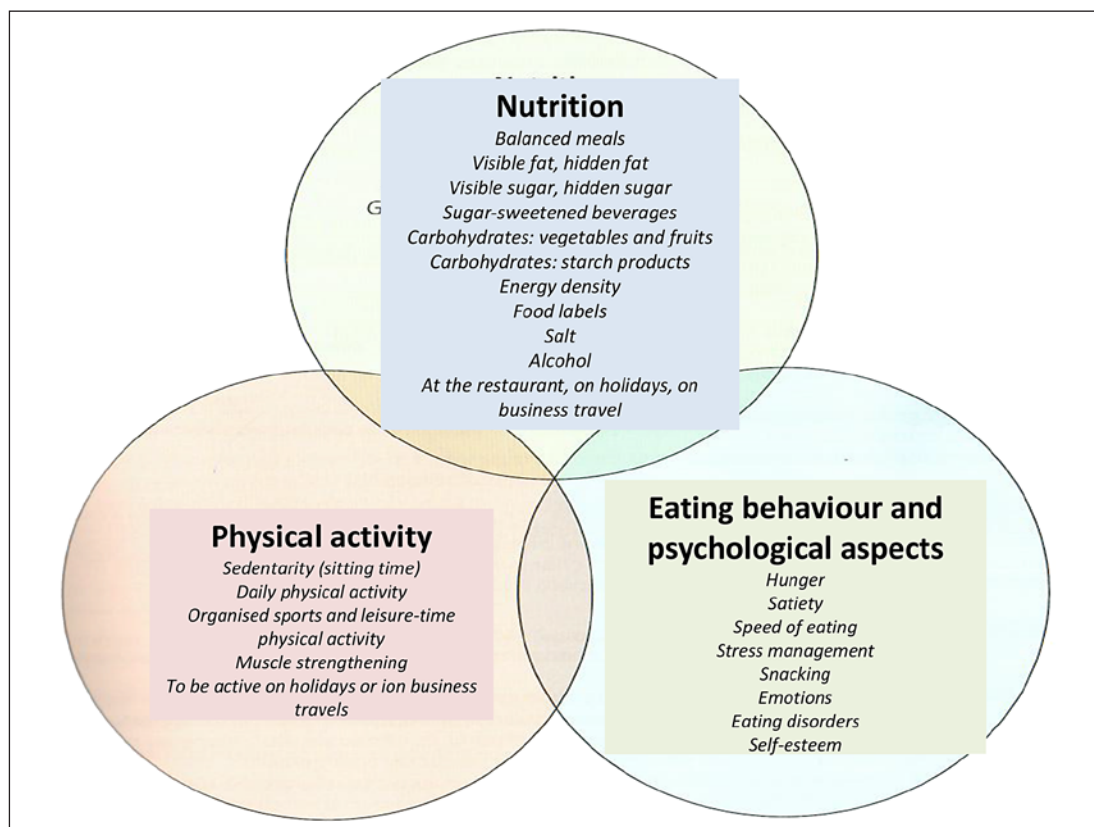 Nutrition
Balanced meals
Visible fat, hidden fat
Visible sugar, hidden sugar
Sugar-sweetened beverages
Carbohydrates: vegetables and fruits
Carbohydrates: starch products
Energy density
Food labels
Salt
Alcohol
At the restaurant, on holidays, on
business travel
Physical activity
Sedentarity (sitting time)
Daily physical activity
Organised sports and leisure-time
physical activity
Muscle strengthening
To be active on holidays or ion business
travels
Eating behaviour and
psychological aspects
Hunger
Satiety
Speed of eating
Stress management
Snacking
Emotions
Eating disorders
Self-esteem